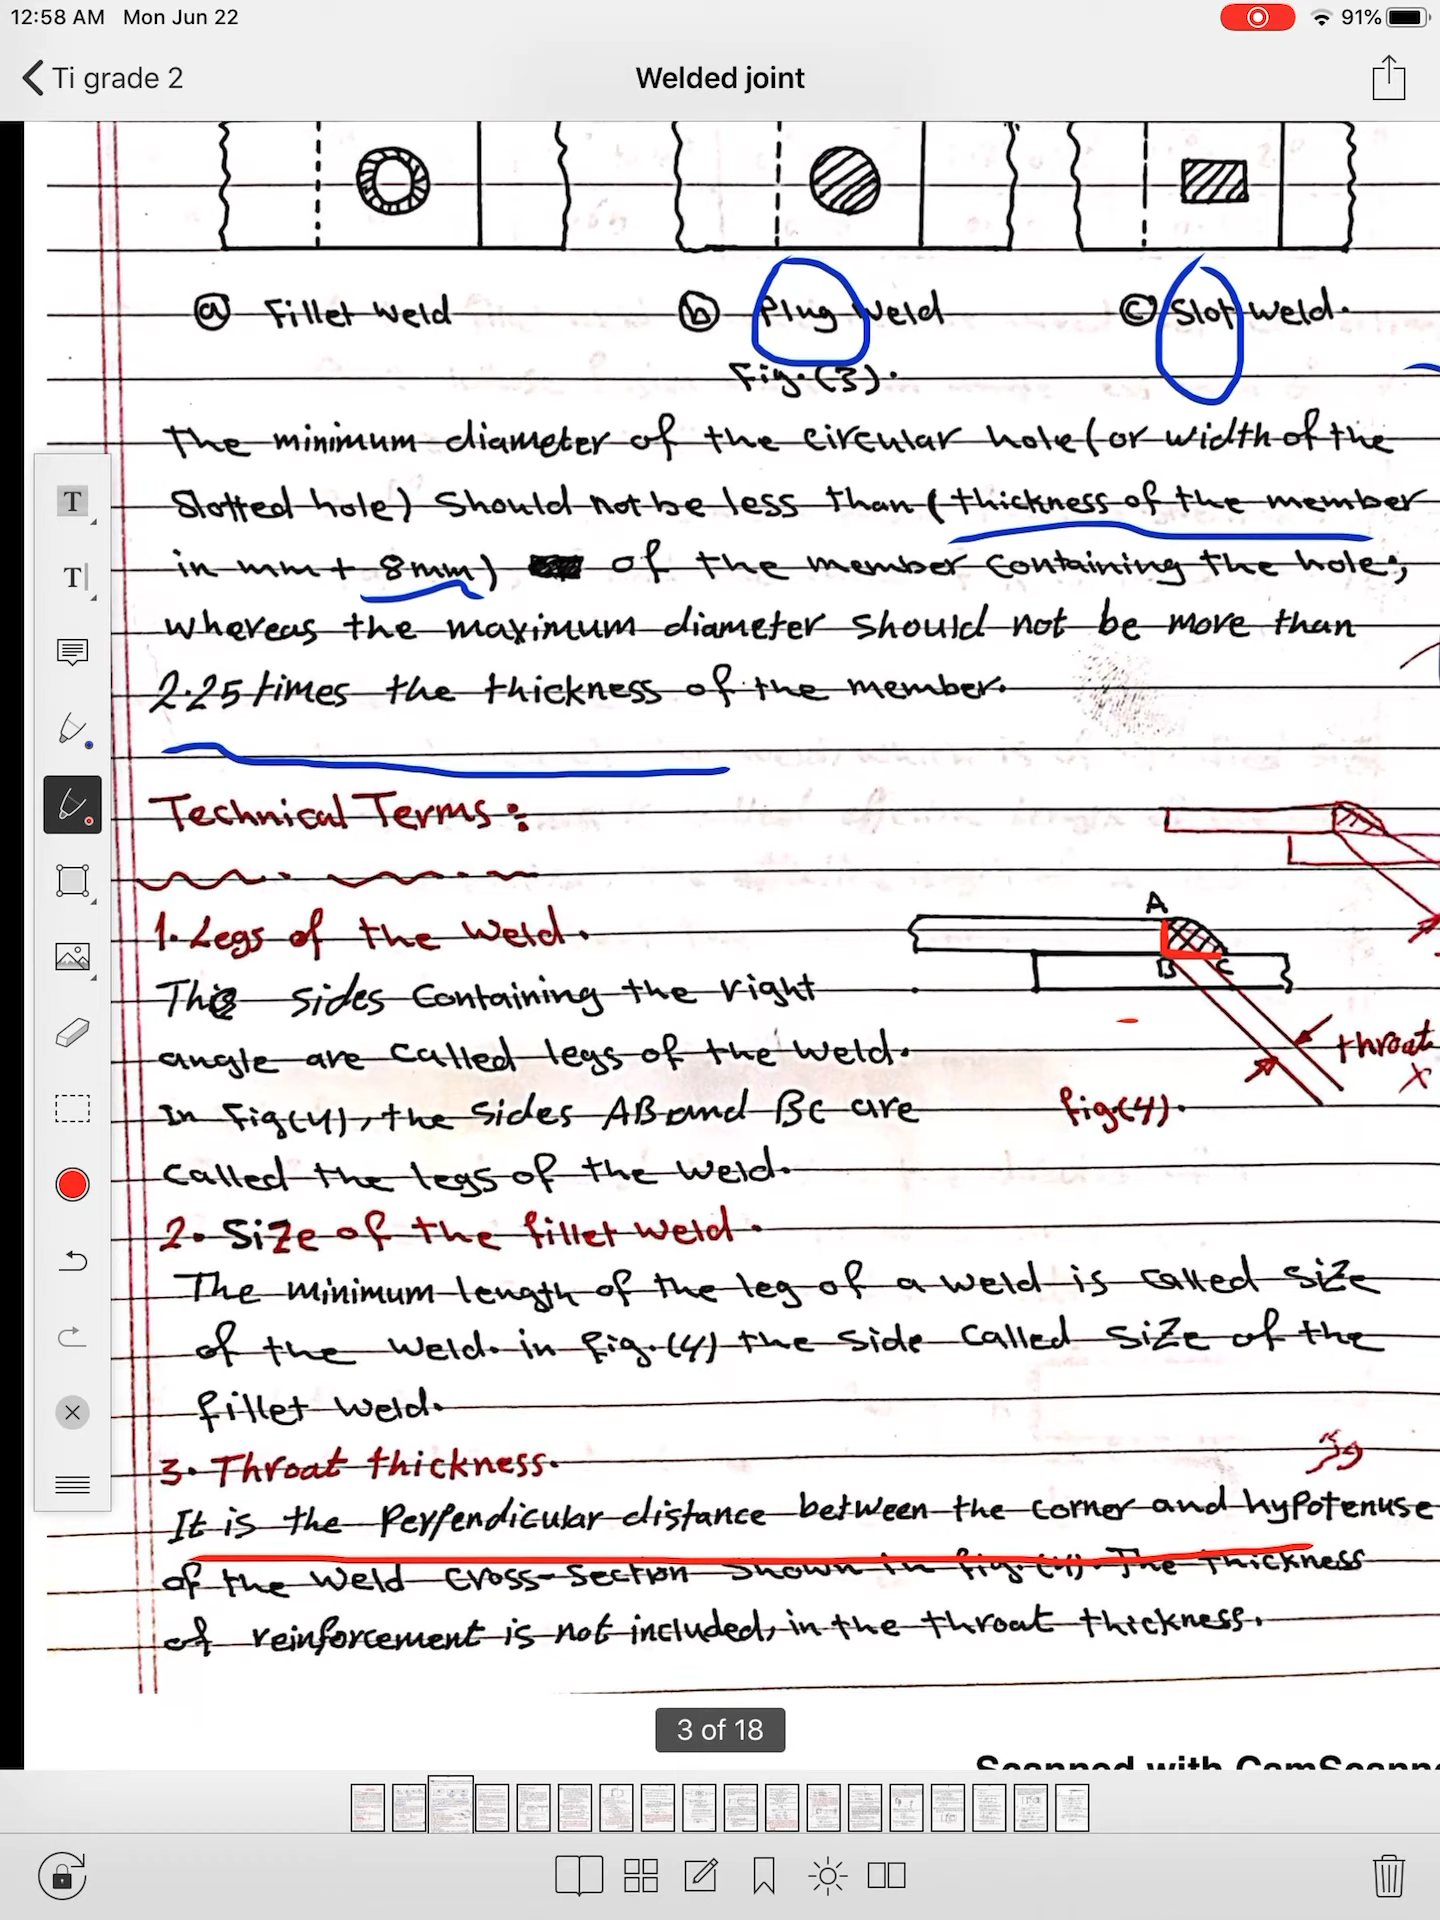 12:58 AM Mon Jun 22
91%
Ti grade 2
Welded joint
ⓐ Fillet weld
ⓑ Plug weld
ⓒ Slot weld.
Fig.(3).
The minimum diameter of the circular hole (or width of the
Slotted hole) Should not be less than (thickness of the member
in mm + 8mm) of the member containing the hole;
whereas the maximum diameter should not be more than
2.25 times the thickness of the member.
Technical Terms:
1. Legs of the weld.
A
B C
throat
X
fig(4).
The sides containing the right
angle are called legs of the weld.
In Fig(4), the sides AB and BC are
called the legs of the weld.
2. Size of the fillet weld.
The minimum length of the leg of a weld is called size
of the weld. in fig.(4) the side called size of the
fillet weld.
3. Throat thickness.
It is the Perpendicular distance between the corner and hypotenuse
of the weld cross-section shown in fig.(4). The thickness
of reinforcement is not included, in the throat thickness.
3 of 18
Scanned with CamScanne
T
T